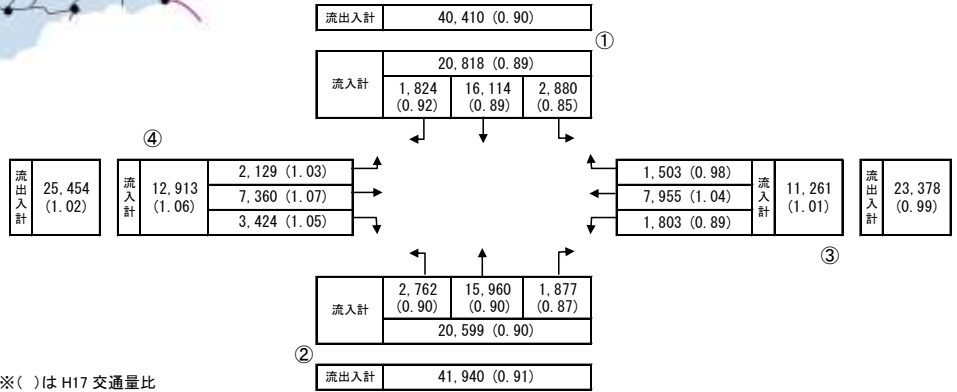 流出入計 40,410 (0.90)
①
流入計 20,818 (0.89)
1,824 16,114 2,880
(0.92) (0.89) (0.85)
④
流出入計 25,454 (1.02)
流入計 12,913 (1.06)
2,129 (1.03)
7,360 (1.07)
3,424 (1.05)
1,503 (0.98)
7,955 (1.04)
1,803 (0.89)
流入計 11,261 (1.01)
流出入計 23,378 (0.99)
③
流入計 2,762 15,960 1,877
(0.90) (0.90) (0.87)
20,599 (0.90)
②
流出入計 41,940 (0.91)
※( )は H17 交通量比